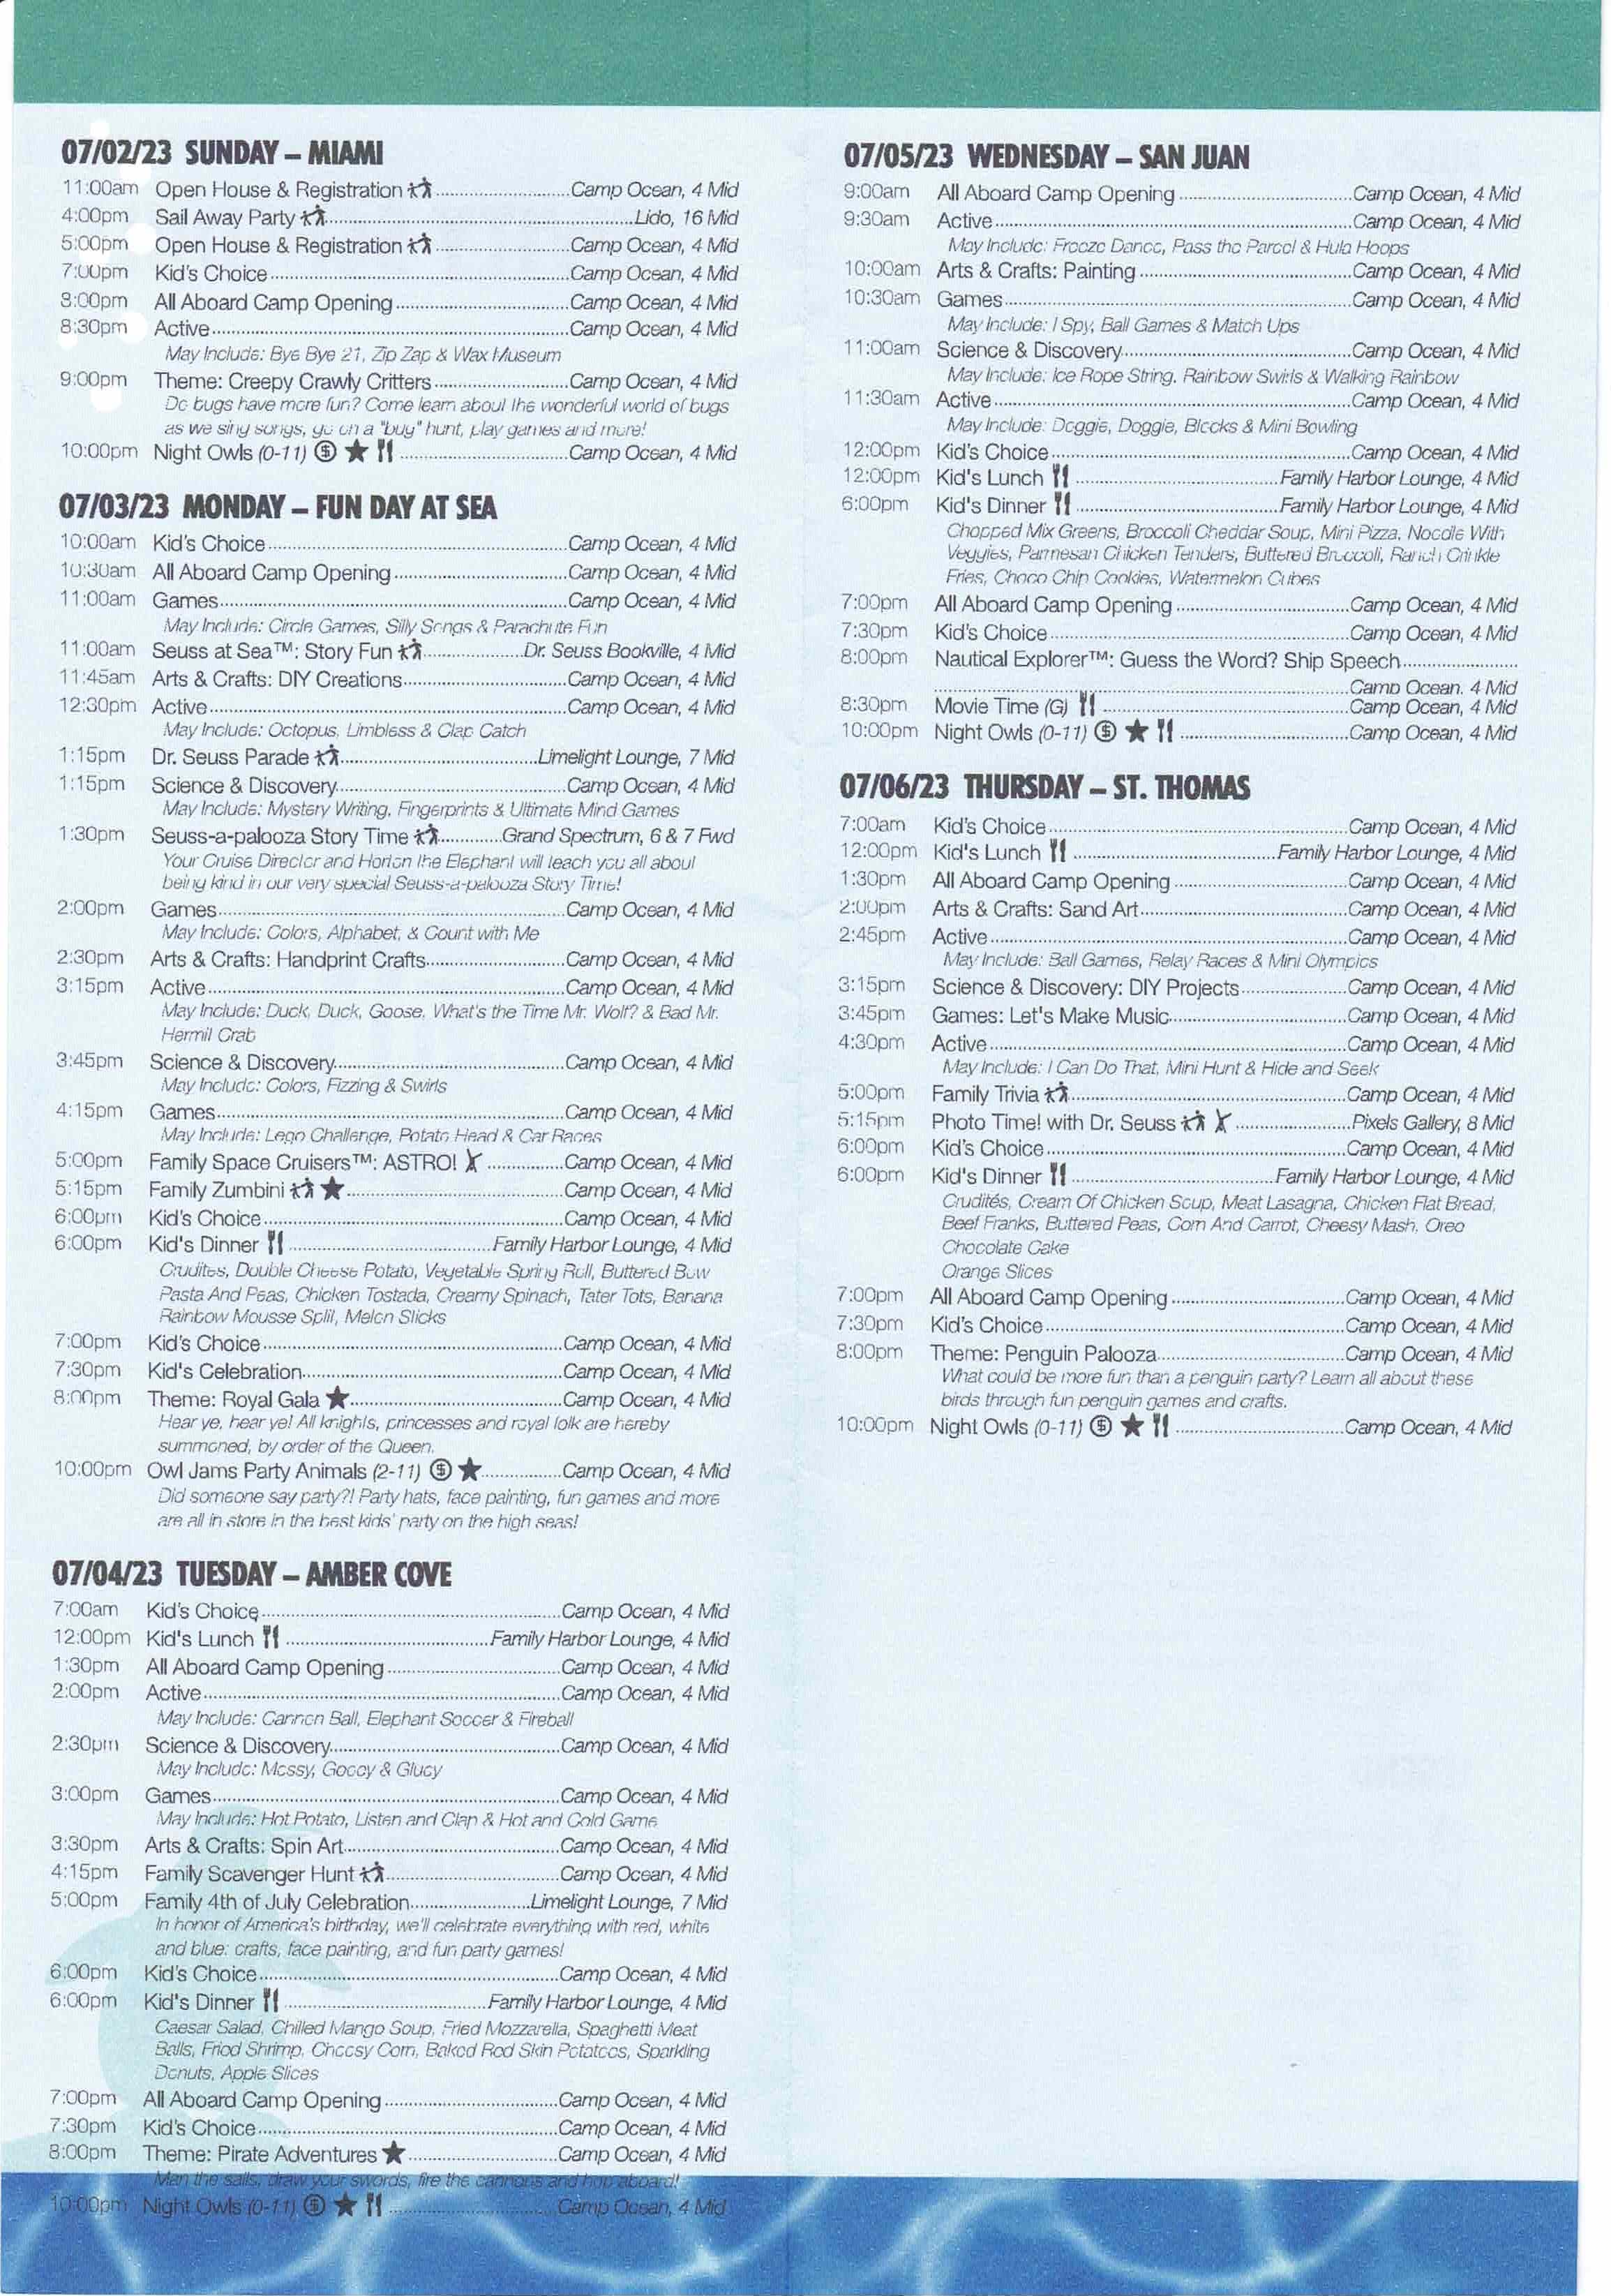 07/02/23 SUNDAY – MIAMI
11:00am Open House & Registration Camp Ocean, 4 Mid
4:00pm Sail Away Party Lido, 16 Mid
5:00pm Open House & Registration Camp Ocean, 4 Mid
7:00pm Kid's Choice Camp Ocean, 4 Mid
8:00pm All Aboard Camp Opening Camp Ocean, 4 Mid
8:30pm Active Camp Ocean, 4 Mid
May Include: Bye Bye 21, Zip Zap & Wax Museum
9:00pm Theme: Creepy Crawly Critters Camp Ocean, 4 Mid
Do bugs have more fun? Come learn about the wonderful world of bugs
as we sing songs, go on a "bug" hunt, play games and more!
10:00pm Night Owls (0-11) Camp Ocean, 4 Mid
07/03/23 MONDAY – FUN DAY AT SEA
10:00am Kid's Choice Camp Ocean, 4 Mid
10:30am All Aboard Camp Opening Camp Ocean, 4 Mid
11:00am Games Camp Ocean, 4 Mid
May Include: Circle Games, Silly Songs & Parachute Fun
11:00am Seuss at Sea™: Story Fun Dr. Seuss Bookville, 4 Mid
11:45am Arts & Crafts: DIY Creations Camp Ocean, 4 Mid
12:30pm Active Camp Ocean, 4 Mid
May Include: Octopus, Limbless & Clap Catch
1:15pm Dr. Seuss Parade Limelight Lounge, 7 Mid
1:15pm Science & Discovery Camp Ocean, 4 Mid
May Include: Mystery Writing, Fingerprints & Ultimate Mind Games
1:30pm Seuss-a-palooza Story Time Grand Spectrum, 6 & 7 Fwd
Your Cruise Director and Horton the Elephant will teach you all about
being kind in our very special Seuss-a-palooza Story Time!
2:00pm Games Camp Ocean, 4 Mid
May Include: Colors, Alphabet, & Count with Me
2:30pm Arts & Crafts: Handprint Crafts Camp Ocean, 4 Mid
3:15pm Active Camp Ocean, 4 Mid
May Include: Duck, Duck, Goose, What's the Time Mr. Wolf? & Bad Mr.
Hermit Crab
3:45pm Science & Discovery Camp Ocean, 4 Mid
May Include: Colors, Fizzing & Swirls
4:15pm Games Camp Ocean, 4 Mid
May Include: Lego Challenge, Potato Head & Car Races
5:00pm Family Space Cruisers™: ASTRO! Camp Ocean, 4 Mid
5:15pm Family Zumbini Camp Ocean, 4 Mid
6:00pm Kid's Choice Camp Ocean, 4 Mid
6:00pm Kid's Dinner Family Harbor Lounge, 4 Mid
Crudites, Double Cheese Potato, Vegetable Spring Roll, Buttered Bow
Pasta And Peas, Chicken Tostada, Creamy Spinach, Tater Tots, Banana
Rainbow Mousse Split, Melon Slicks
7:00pm Kid's Choice Camp Ocean, 4 Mid
7:30pm Kid's Celebration Camp Ocean, 4 Mid
8:00pm Theme: Royal Gala Camp Ocean, 4 Mid
Hear ye, hear ye! All knights, princesses and royal folk are hereby
summoned, by order of the Queen.
10:00pm Owl Jams Party Animals (2-11) Camp Ocean, 4 Mid
Did someone say party?! Party hats, face painting, fun games and more
are all in store in the best kids' party on the high seas!
07/04/23 TUESDAY – AMBER COVE
7:00am Kid's Choice Camp Ocean, 4 Mid
12:00pm Kid's Lunch Family Harbor Lounge, 4 Mid
1:30pm All Aboard Camp Opening Camp Ocean, 4 Mid
2:00pm Active Camp Ocean, 4 Mid
May Include: Cannon Ball, Elephant Soccer & Fireball
2:30pm Science & Discovery Camp Ocean, 4 Mid
May Include: Messy, Goocy & Gluey
3:00pm Games Camp Ocean, 4 Mid
May Include: Hot Potato, Listen and Clap & Hot and Cold Game
3:30pm Arts & Crafts: Spin Art Camp Ocean, 4 Mid
4:15pm Family Scavenger Hunt Camp Ocean, 4 Mid
5:00pm Family 4th of July Celebration Limelight Lounge, 7 Mid
In honor of America's birthday, we'll celebrate everything with red, white
and blue: crafts, face painting, and fun party games!
6:00pm Kid's Choice Camp Ocean, 4 Mid
6:00pm Kid's Dinner Family Harbor Lounge, 4 Mid
Caesar Salad, Chilled Mango Soup, Fried Mozzarella, Spaghetti Meat
Balls, Fried Shrimp, Cheesy Corn, Baked Red Skin Potatoes, Sparkling
Donuts, Apple Slices
7:00pm All Aboard Camp Opening Camp Ocean, 4 Mid
7:30pm Kid's Choice Camp Ocean, 4 Mid
8:00pm Theme: Pirate Adventures Camp Ocean, 4 Mid
Man the sails, draw your swords, fire the cannons and hop aboard!
10:00pm Night Owls (0-11) Camp Ocean, 4 Mid
07/05/23 WEDNESDAY – SAN JUAN
9:00am All Aboard Camp Opening Camp Ocean, 4 Mid
9:30am Active Camp Ocean, 4 Mid
May Include: Freeze Dance, Pass the Parcel & Hula Hoops
10:00am Arts & Crafts: Painting Camp Ocean, 4 Mid
10:30am Games Camp Ocean, 4 Mid
May Include: I Spy, Ball Games & Match Ups
11:00am Science & Discovery Camp Ocean, 4 Mid
May Include: Ice Rope String, Rainbow Swirls & Walking Rainbow
11:30am Active Camp Ocean, 4 Mid
May Include: Doggie, Doggie, Blocks & Mini Bowling
12:00pm Kid's Choice Camp Ocean, 4 Mid
12:00pm Kid's Lunch Family Harbor Lounge, 4 Mid
6:00pm Kid's Dinner Family Harbor Lounge, 4 Mid
Chopped Mix Greens, Broccoli Cheddar Soup, Mini Pizza, Noodle With
Veggies, Parmesan Chicken Tenders, Buttered Broccoli, Ranch Crinkle
Fries, Choco Chip Cookies, Watermelon Cubes
7:00pm All Aboard Camp Opening Camp Ocean, 4 Mid
7:30pm Kid's Choice Camp Ocean, 4 Mid
8:00pm Nautical Explorer™: Guess the Word? Ship Speech
Camp Ocean, 4 Mid
8:30pm Movie Time (G) Camp Ocean, 4 Mid
10:00pm Night Owls (0-11) Camp Ocean, 4 Mid
07/06/23 THURSDAY – ST. THOMAS
7:00am Kid's Choice Camp Ocean, 4 Mid
12:00pm Kid's Lunch Family Harbor Lounge, 4 Mid
1:30pm All Aboard Camp Opening Camp Ocean, 4 Mid
2:00pm Arts & Crafts: Sand Art Camp Ocean, 4 Mid
2:45pm Active Camp Ocean, 4 Mid
May Include: Ball Games, Relay Races & Mini Olympics
3:15pm Science & Discovery: DIY Projects Camp Ocean, 4 Mid
3:45pm Games: Let's Make Music Camp Ocean, 4 Mid
4:30pm Active Camp Ocean, 4 Mid
May Include: I Can Do That, Mini Hunt & Hide and Seek
5:00pm Family Trivia Camp Ocean, 4 Mid
5:15pm Photo Time! with Dr. Seuss Pixels Gallery, 8 Mid
6:00pm Kid's Choice Camp Ocean, 4 Mid
6:00pm Kid's Dinner Family Harbor Lounge, 4 Mid
Crudités, Cream Of Chicken Soup, Meat Lasagna, Chicken Flat Bread,
Beef Franks, Buttered Peas, Corn And Carrot, Cheesy Mash, Oreo
Chocolate Cake
Orange Slices
7:00pm All Aboard Camp Opening Camp Ocean, 4 Mid
7:30pm Kid's Choice Camp Ocean, 4 Mid
8:00pm Theme: Penguin Palooza Camp Ocean, 4 Mid
What could be more fun than a penguin party? Learn all about these
birds through fun penguin games and crafts.
10:00pm Night Owls (0-11) Camp Ocean, 4 Mid